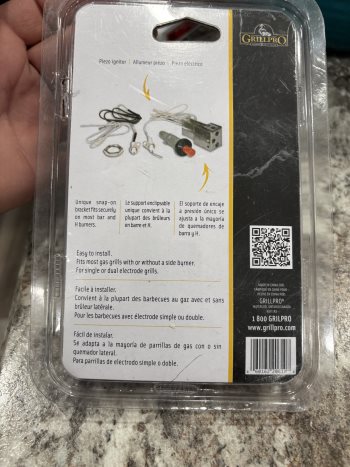 GRILLPRO
Piezo Ignitor | Allumeur piezo | Piezo eléctrico
Unique snap-on
bracket fits securely
on most bar and
H burners.
Le support enclipsable
unique convient à la
plupart des brûleurs
en barre et H.
El soporte de encaje
a presión único se
ajusta a la mayoría
de quemadores de
barra y H.
Easy to install.
Fits most gas grills with or without a side burner.
For single or dual electrode grills.
Facile à installer.
Convient à la plupart des barbecues au gaz avec et sans
brûleur latérale.
Pour les barbecues avec électrode simple ou double.
Fácil de instalar.
Se adapta a la mayoría de parrillas de gas con o sin
quemador lateral.
Para parrillas de electrodo simple o doble.
GRILLPRO®
1 800 GRILPRO
www.grillpro.com